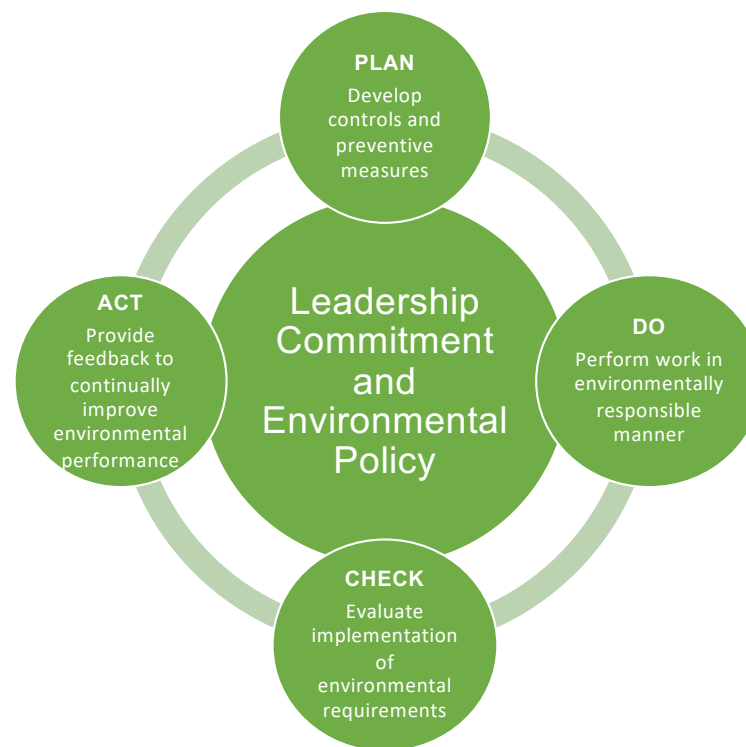 PLAN
Develop
controls and
preventive
measures
Leadership
Commitment
and
Environmental
Policy
DO
Perform work in
environmentally
responsible
manner
CHECK
Evaluate
implementation
of
environmental
requirements
ACT
Provide
feedback to
continually
improve
environmental
performance